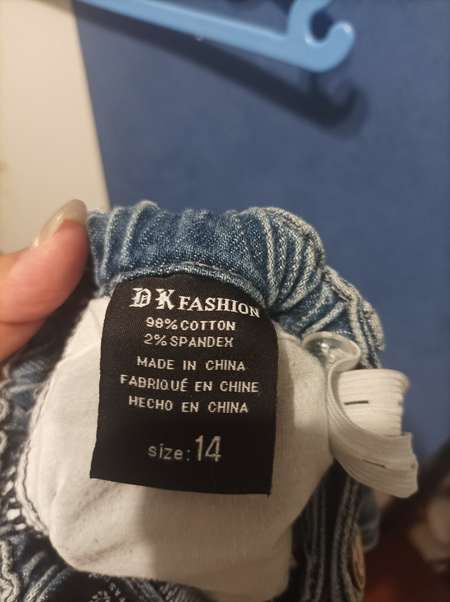 DK FASHION
98% COTTON
2% SPANDEX
MADE IN CHINA
FABRIQUÉ EN CHINE
HECHO EN CHINA
size: 14